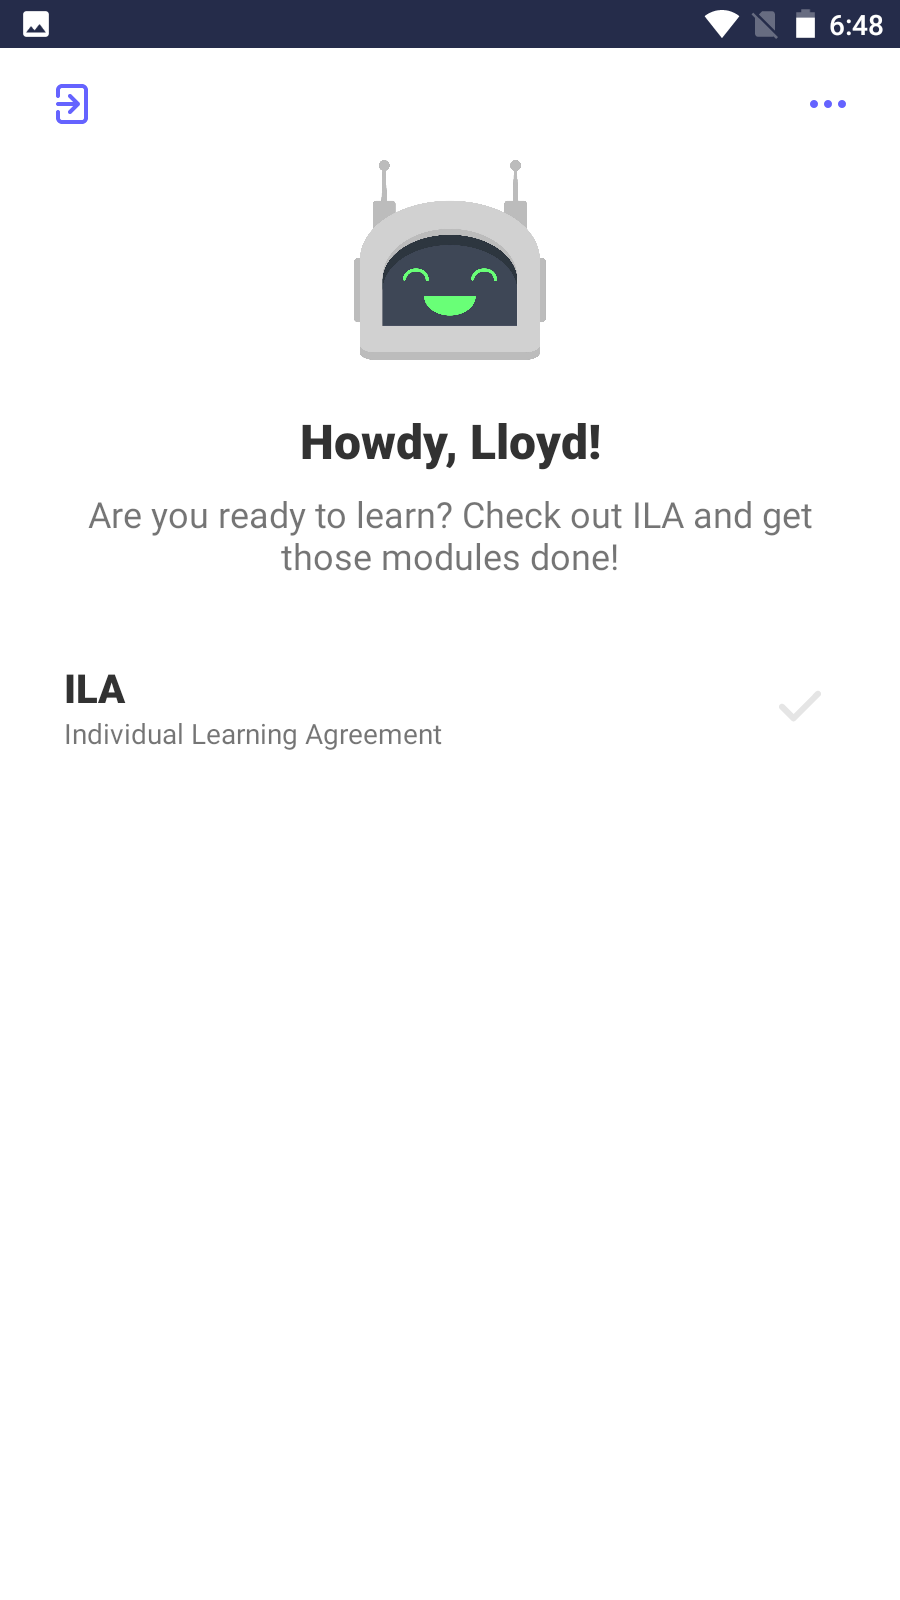 6:48
Howdy, Lloyd!
Are you ready to learn? Check out ILA and get
those modules done!
ILA
Individual Learning Agreement